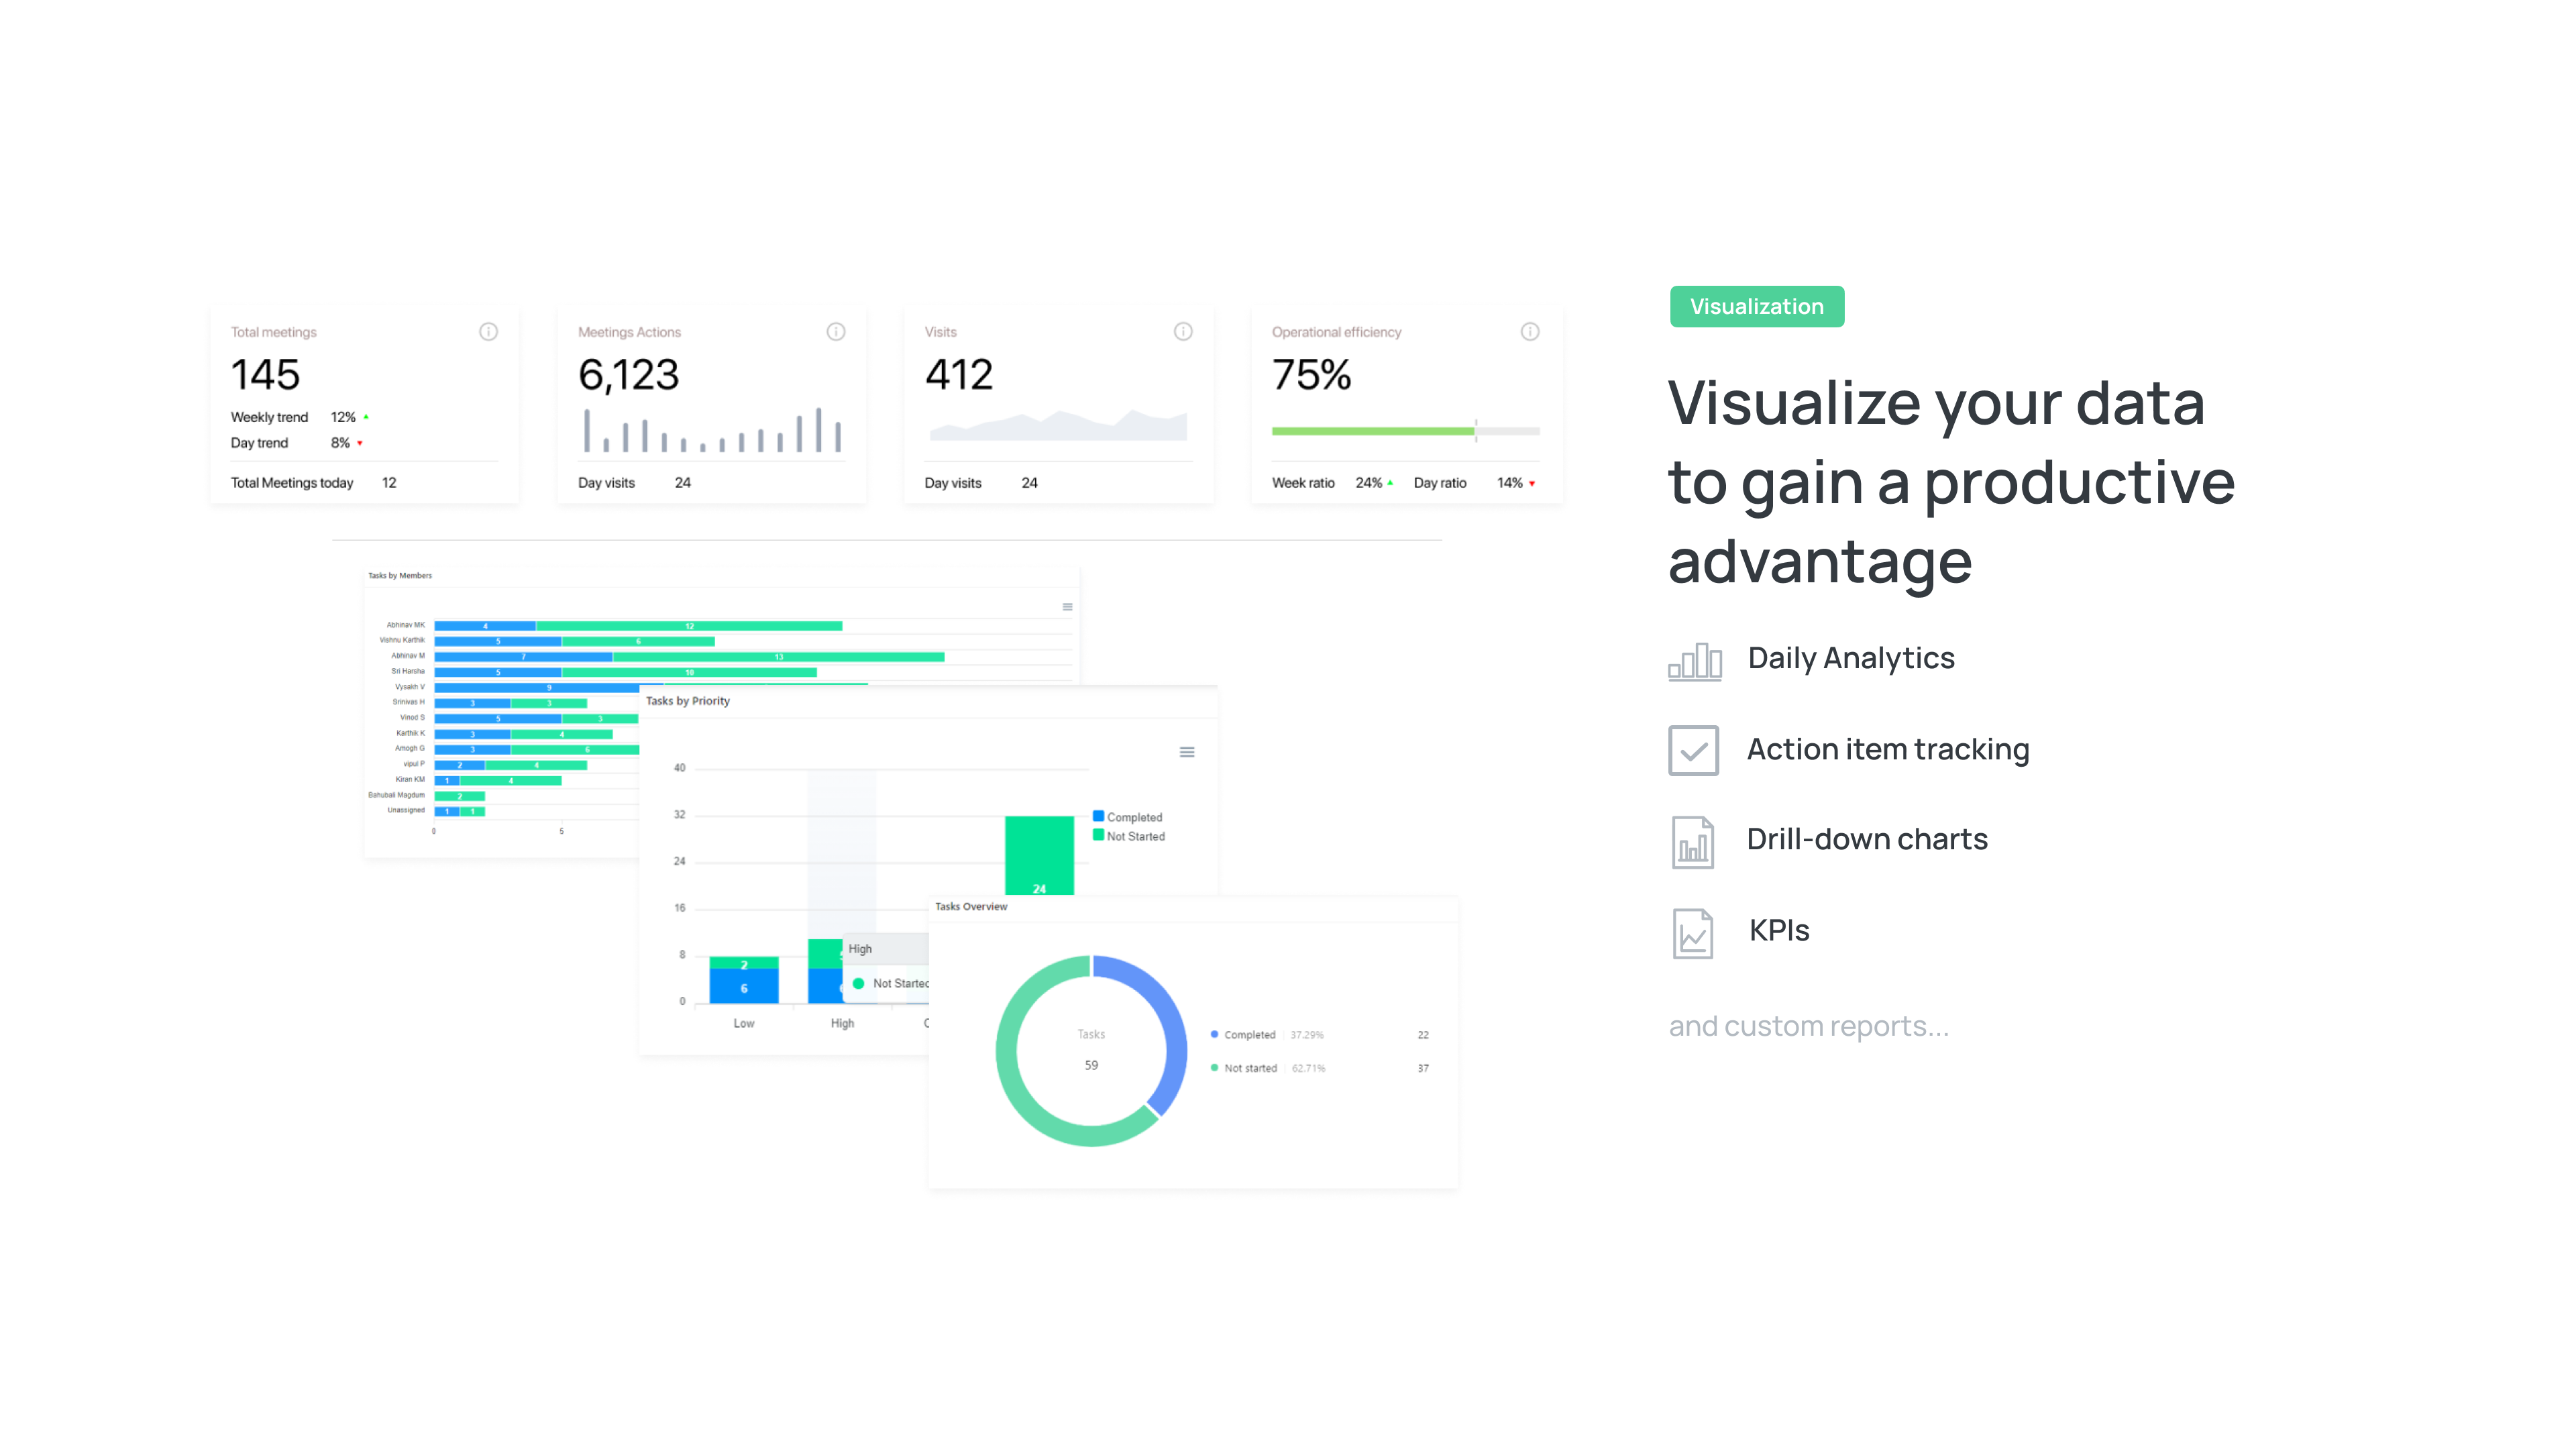 Total meetings
145
Weekly trend 12%
Day trend 8%
Total Meetings today 12
Meetings Actions
6,123
Day visits 24
Visits
412
Day visits 24
Operational efficiency
75%
Week ratio 24% Day ratio 14%
Tasks by Members
Abhinav MK 4 12
Vishnu Karthik 5 6
Abhinav M 7 13
Sri Harsha 5 10
Vysakh V 9
Srinivas H 3 3
Vinod S 5 3
Karthik K 3 4
Amogh G 3 6
vipul P 2 4
Kiran KM 1 4
Bahubali Magdum 2
Unassigned 1 1
0 5
Tasks by Priority
40
32
24
16
8
0
Completed
Not Started
24
2
6
High
Not Started
Low High
Tasks Overview
Tasks
59
Completed 37.29% 22
Not started 62.71% 37
Visualization
Visualize your data
to gain a productive
advantage
Daily Analytics
Action item tracking
Drill-down charts
KPIs
and custom reports...